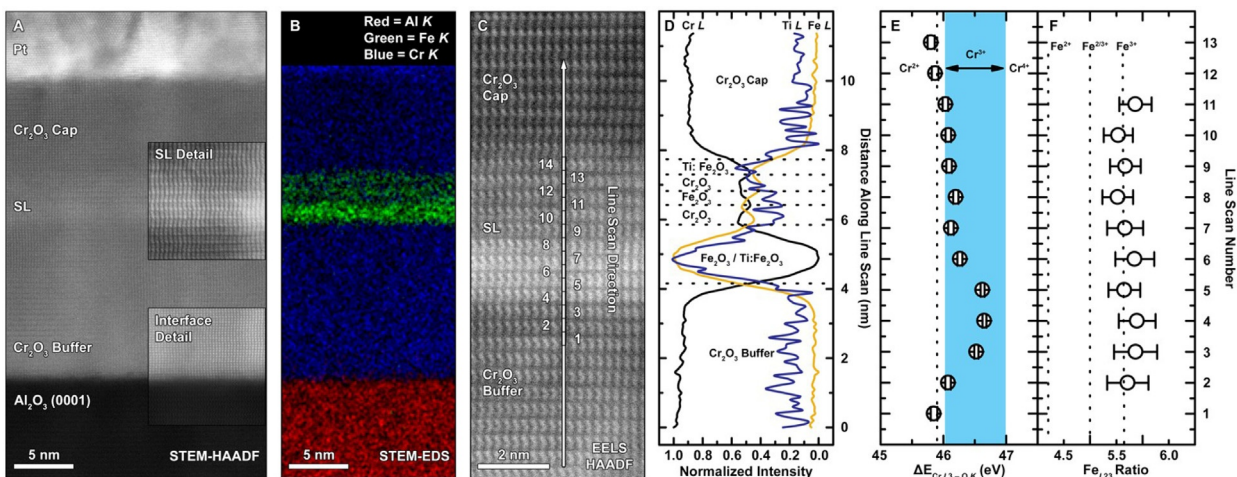 A
Pt
Cr₂O₃ Cap
SL Detail
SL
Interface
Detail
Cr₂O₃ Buffer
Al₂O₃ (0001)
5 nm
STEM-HAADF
B
Red = Al K
Green = Fe K
Blue = Cr K
5 nm
STEM-EDS
C
Cr₂O₃
Cap
14
13
12
11
10
9
8
7
6
5
4
3
2
1
SL
Line Scan Direction
Cr₂O₃
Buffer
2 nm
EELS
HAADF
D
Cr L
Ti L
Fe L
Cr₂O₃ Cap
Ti: Fe₂O₃
Cr₂O₃
Fe₂O₃
Cr₂O₃
Fe₂O₃ / Ti:Fe₂O₃
Cr₂O₃ Buffer
10
8
6
4
2
0
Distance Along Line Scan (nm)
1.0 0.8 0.6 0.4 0.2 0.0
Normalized Intensity
E
Cr²⁺
Cr³⁺
Cr⁴⁺
45 46 47
ΔE Cr L3 – O K (eV)
F
Fe²⁺
Fe²/³⁺
Fe³⁺
4.5 6.0
Fe L23 Ratio
13
12
11
10
9
8
7
6
5
4
3
2
1
Line Scan Number